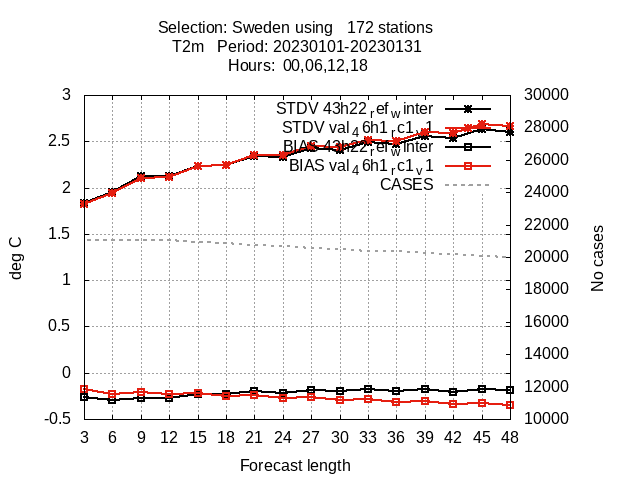 Selection: Sweden using   172 stations
T2m   Period: 20230101-20230131
Hours: 00,06,12,18
3
2.5
2
1.5
1
0.5
0
-0.5
30000
28000
26000
24000
22000
20000
18000
16000
14000
12000
10000
STDV 43h22_ref_winter
STDV val_46h1_rc1_v1
BIAS 43h22_ref_winter
BIAS val_46h1_rc1_v1
CASES
deg C
No cases
3 6 9 12 15 18 21 24 27 30 33 36 39 42 45 48
Forecast length